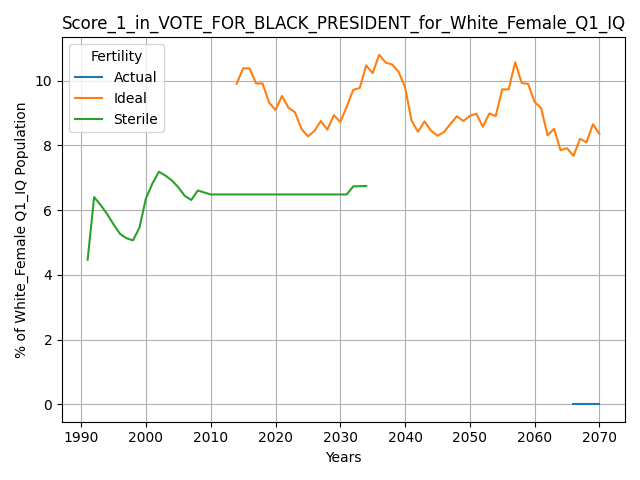 Score_1_in_VOTE_FOR_BLACK_PRESIDENT_for_White_Female_Q1_IQ
Fertility
Actual
Ideal
Sterile
% of White_Female Q1_IQ Population
10
8
6
4
2
0
1990 2000 2010 2020 2030 2040 2050 2060 2070
Years